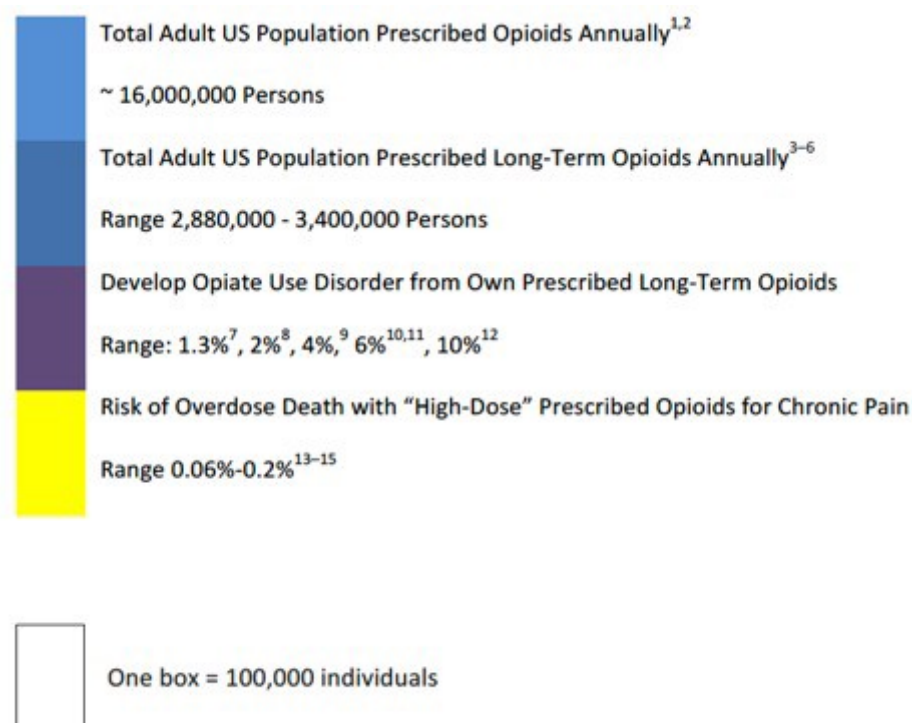 Total Adult US Population Prescribed Opioids Annually¹,²
~ 16,000,000 Persons
Total Adult US Population Prescribed Long-Term Opioids Annually³⁻⁶
Range 2,880,000 - 3,400,000 Persons
Develop Opiate Use Disorder from Own Prescribed Long-Term Opioids
Range: 1.3%⁷, 2%⁸, 4%,⁹ 6%¹⁰,¹¹, 10%¹²
Risk of Overdose Death with “High-Dose” Prescribed Opioids for Chronic Pain
Range 0.06%-0.2%¹³⁻¹⁵
One box = 100,000 individuals